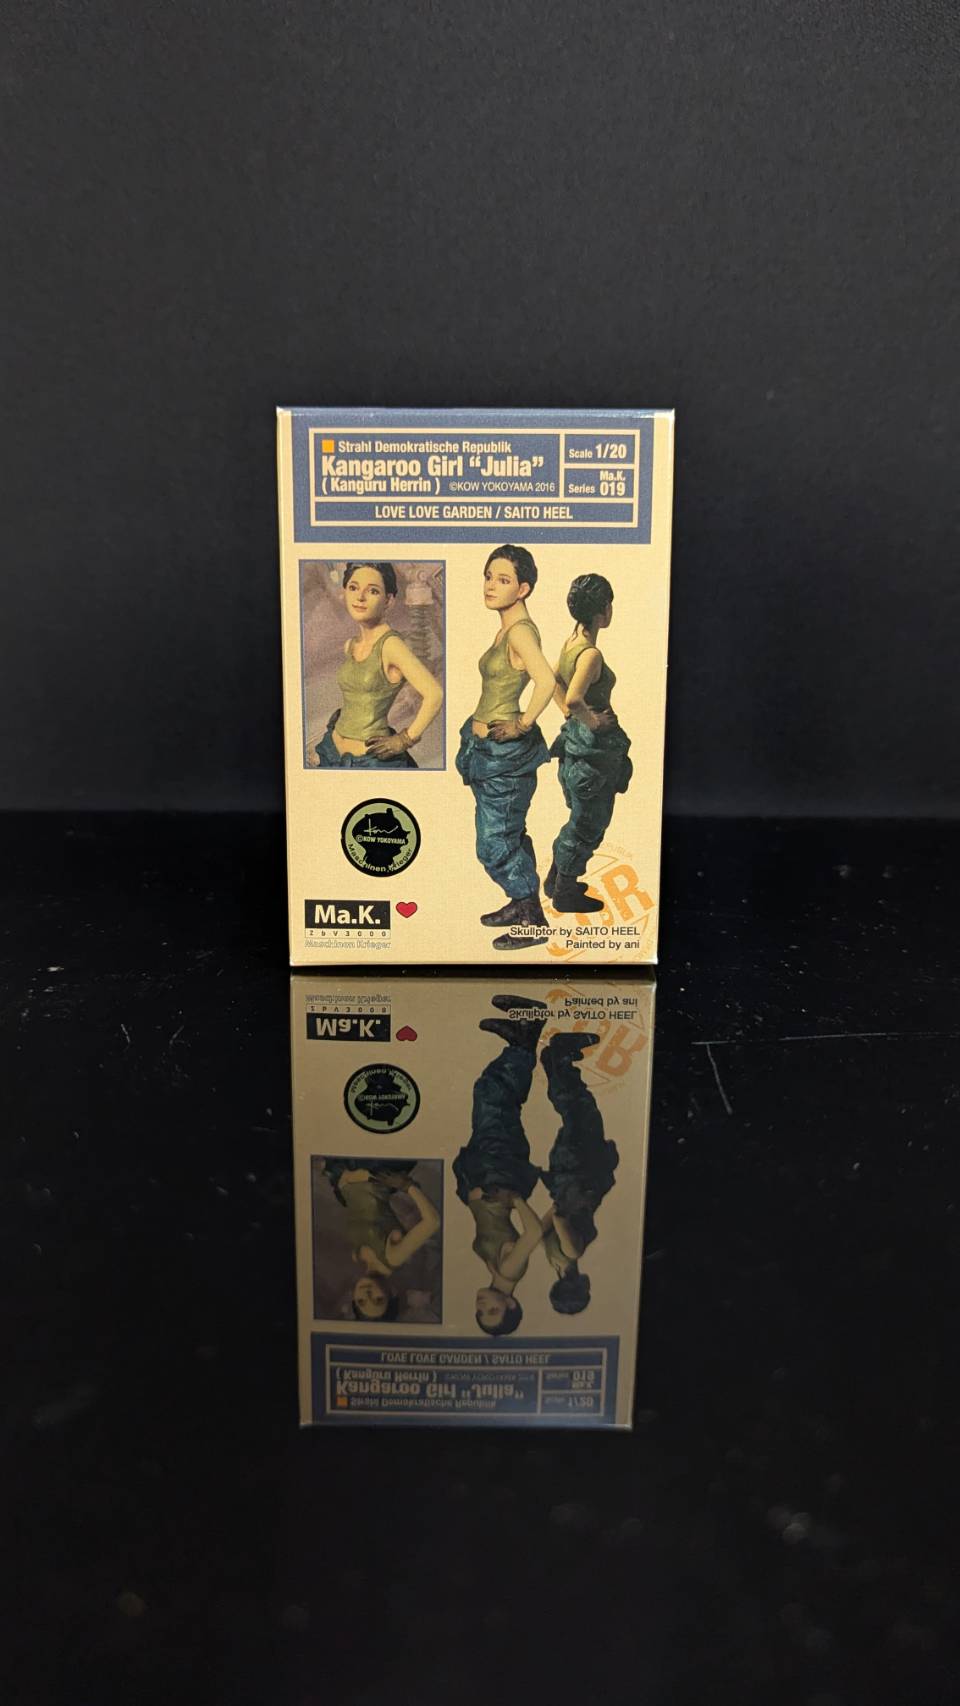 Strahl Demokratische Republik
Kangaroo Girl “Julia”
( Kanguru Herrin ) ©KOW YOKOYAMA 2016
Scale 1/20
Ma.K.
Series 019
LOVE LOVE GARDEN / SAITO HEEL
Kow
©KOW YOKOYAMA
Maschinen Krieger
Ma.K.
ZbV3000
Maschinen Krieger
Skullptor by SAITO HEEL
Painted by ani